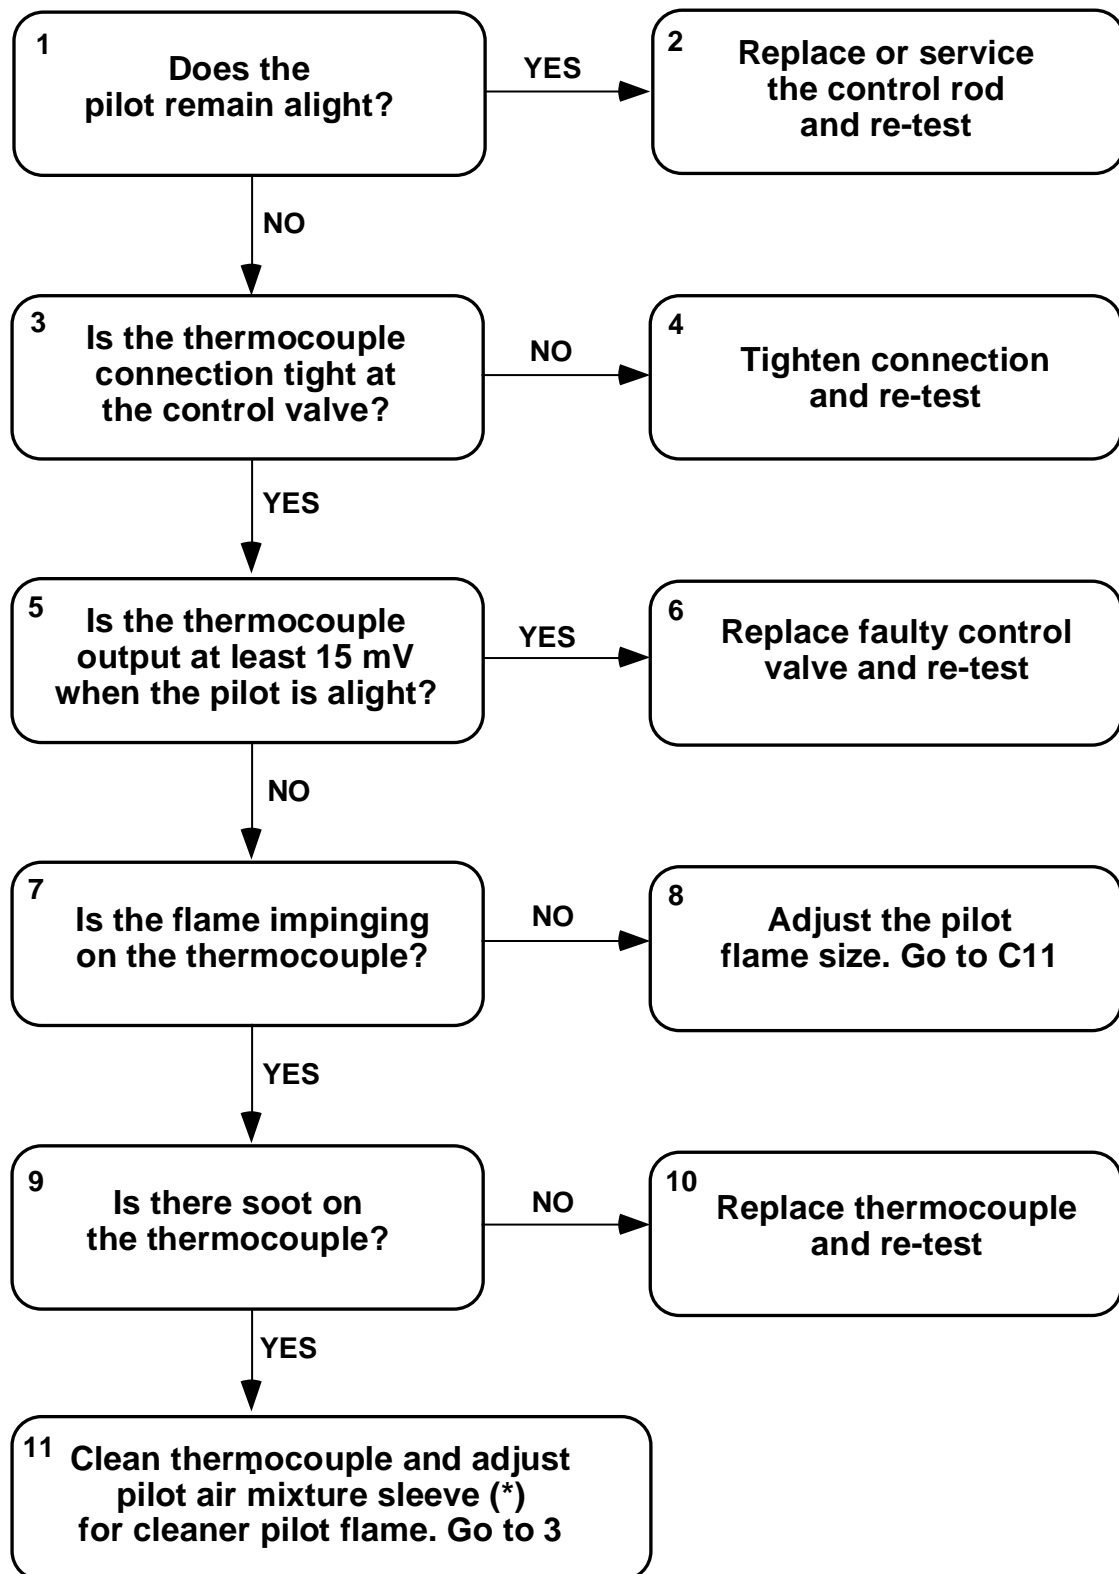 1
Does the
pilot remain alight?
YES
2
Replace or service
the control rod
and re-test
NO
3
Is the thermocouple
connection tight at
the control valve?
NO
4
Tighten connection
and re-test
YES
5
Is the thermocouple
output at least 15 mV
when the pilot is alight?
YES
6
Replace faulty control
valve and re-test
NO
7
Is the flame impinging
on the thermocouple?
NO
8
Adjust the pilot
flame size. Go to C11
YES
9
Is there soot on
the thermocouple?
NO
10
Replace thermocouple
and re-test
YES
11
Clean thermocouple and adjust
pilot air mixture sleeve (*)
for cleaner pilot flame. Go to 3